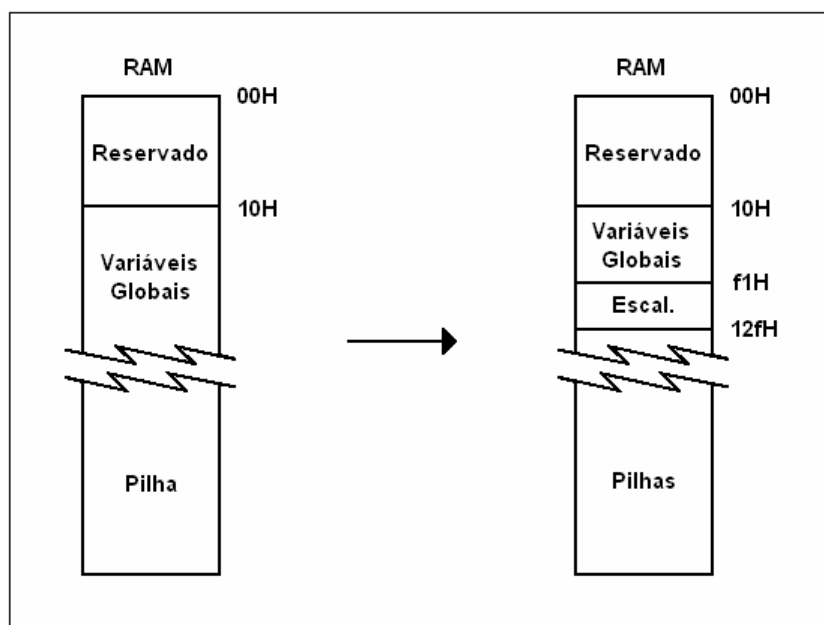 RAM
00H
Reservado
10H
Variáveis
Globais
Pilha
RAM
00H
Reservado
10H
Variáveis
Globais
f1H
Escal.
12fH
Pilhas